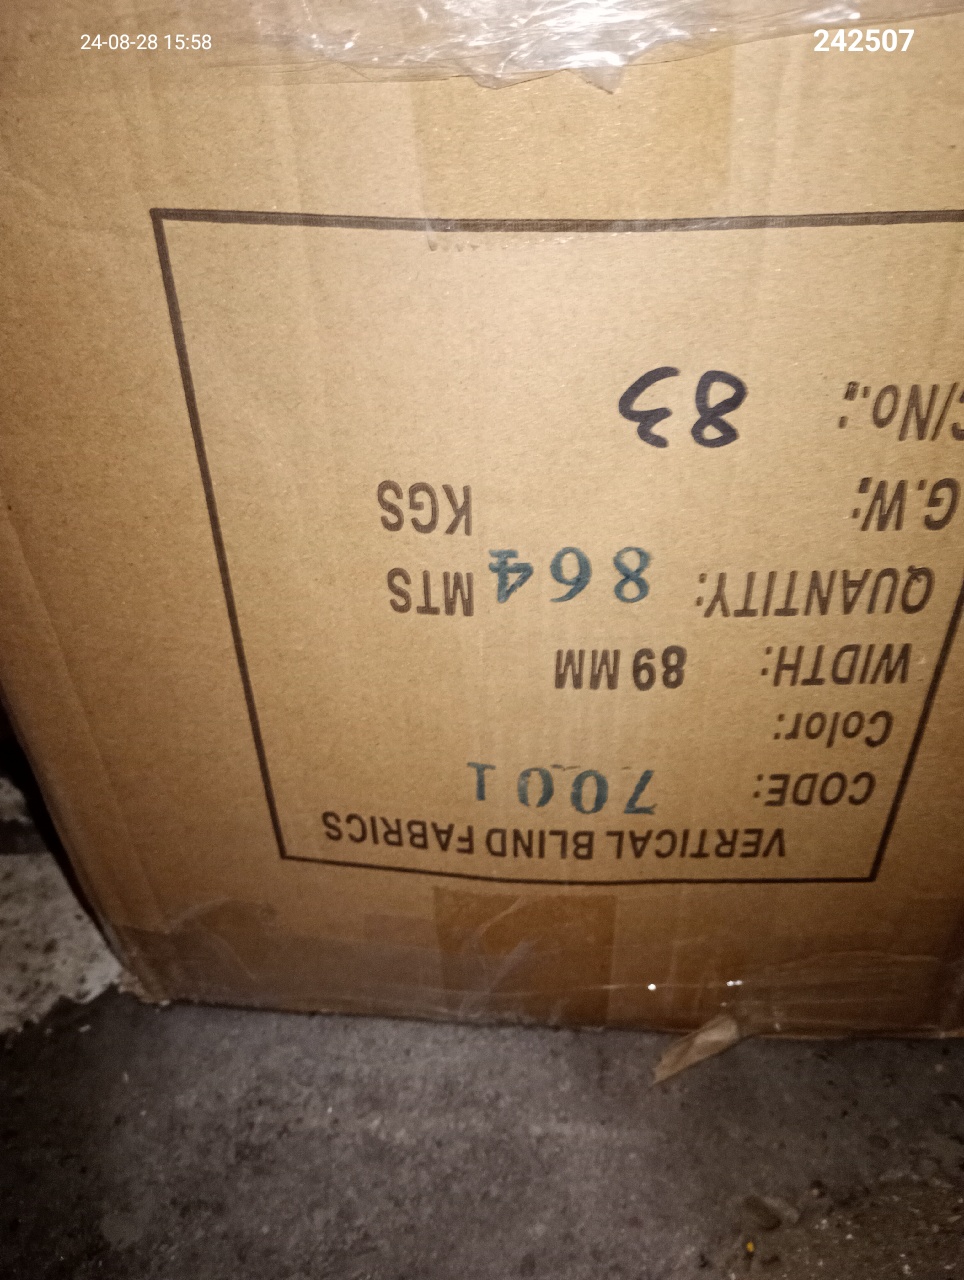 24-08-28 15:58
242507
VERTICAL BLIND FABRICS
CODE: 7001
Color:
WIDTH: 89 MM
QUANTITY: 864 MTS
G.W.: KGS
C/No.: 83